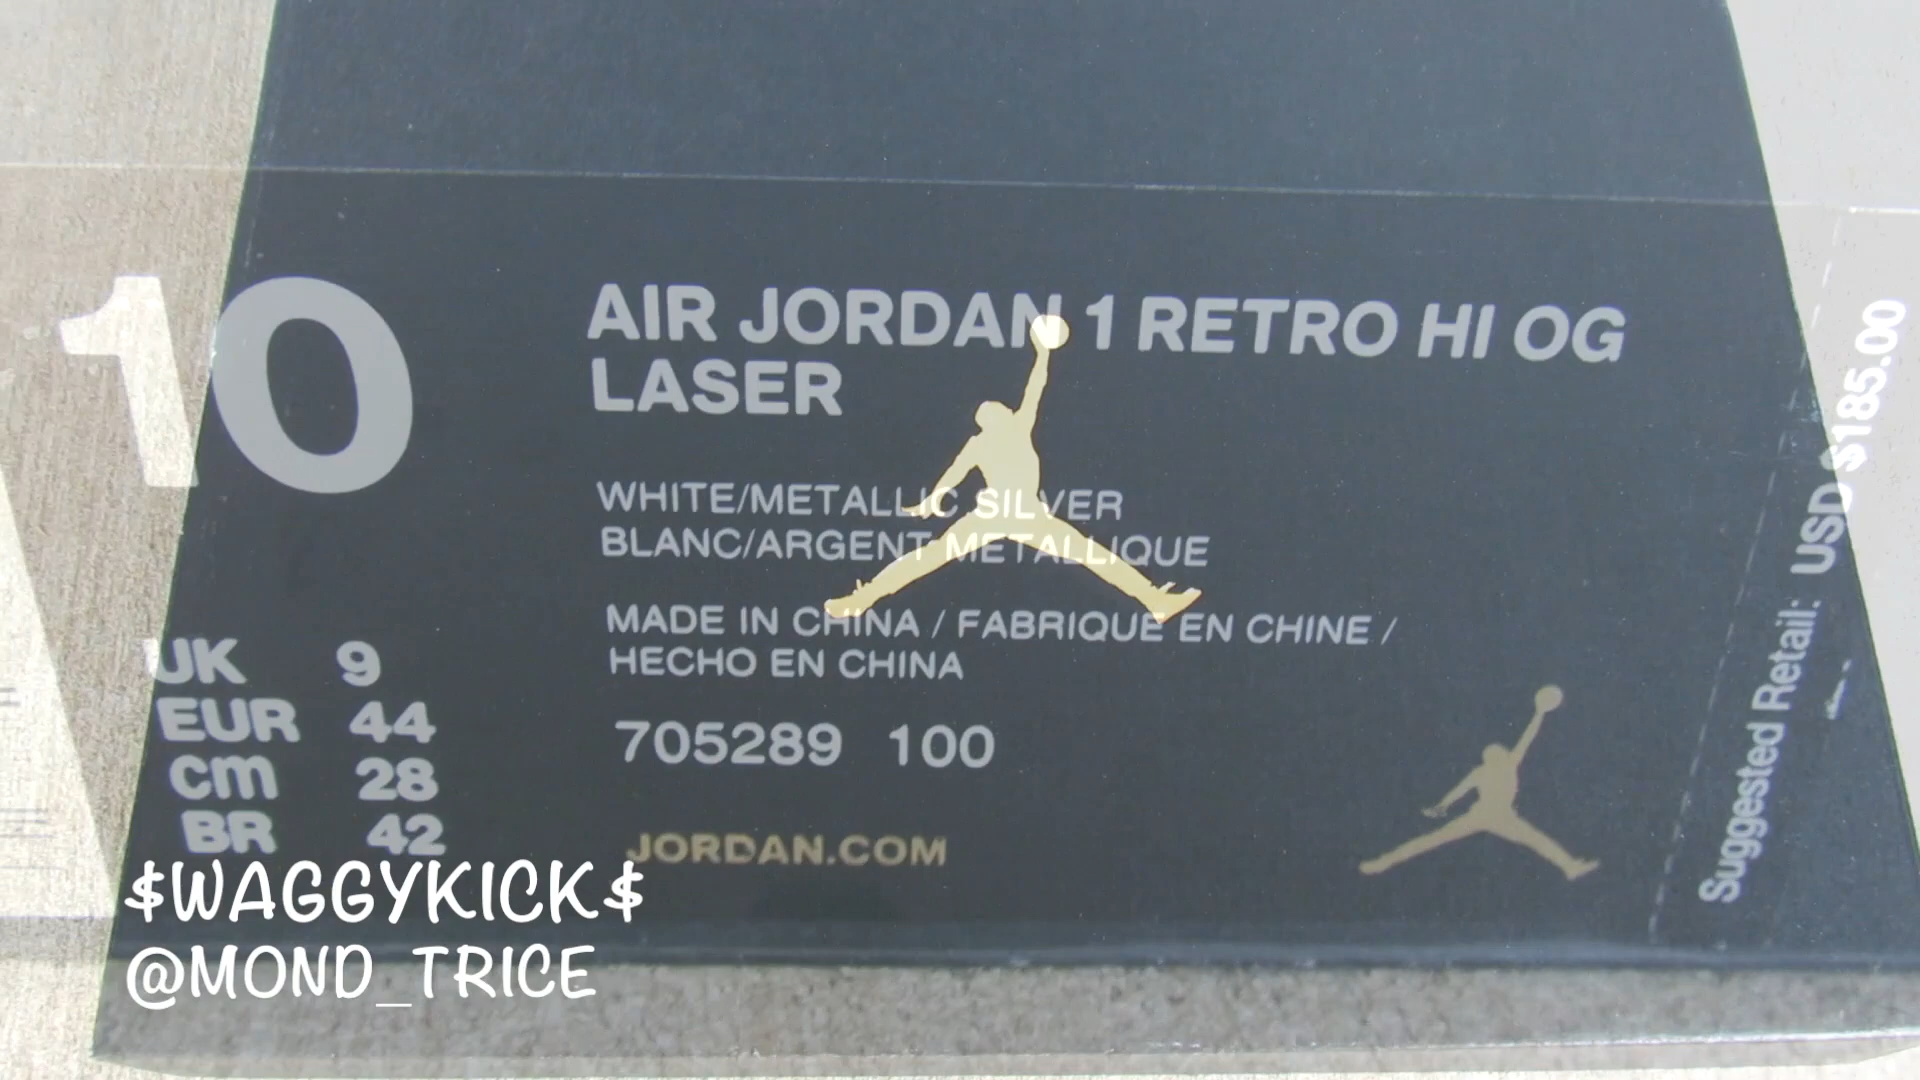 10
AIR JORDAN 1 RETRO HI OG
LASER
WHITE/METALLIC SILVER
BLANC/ARGENT METALLIQUE
MADE IN CHINA / FABRIQUE EN CHINE /
HECHO EN CHINA
705289 100
JORDAN.COM
UK 9
EUR 44
cm 28
BR 42
Suggested Retail: USD $185.00
$WAGGYKICK$
@MOND_TRICE